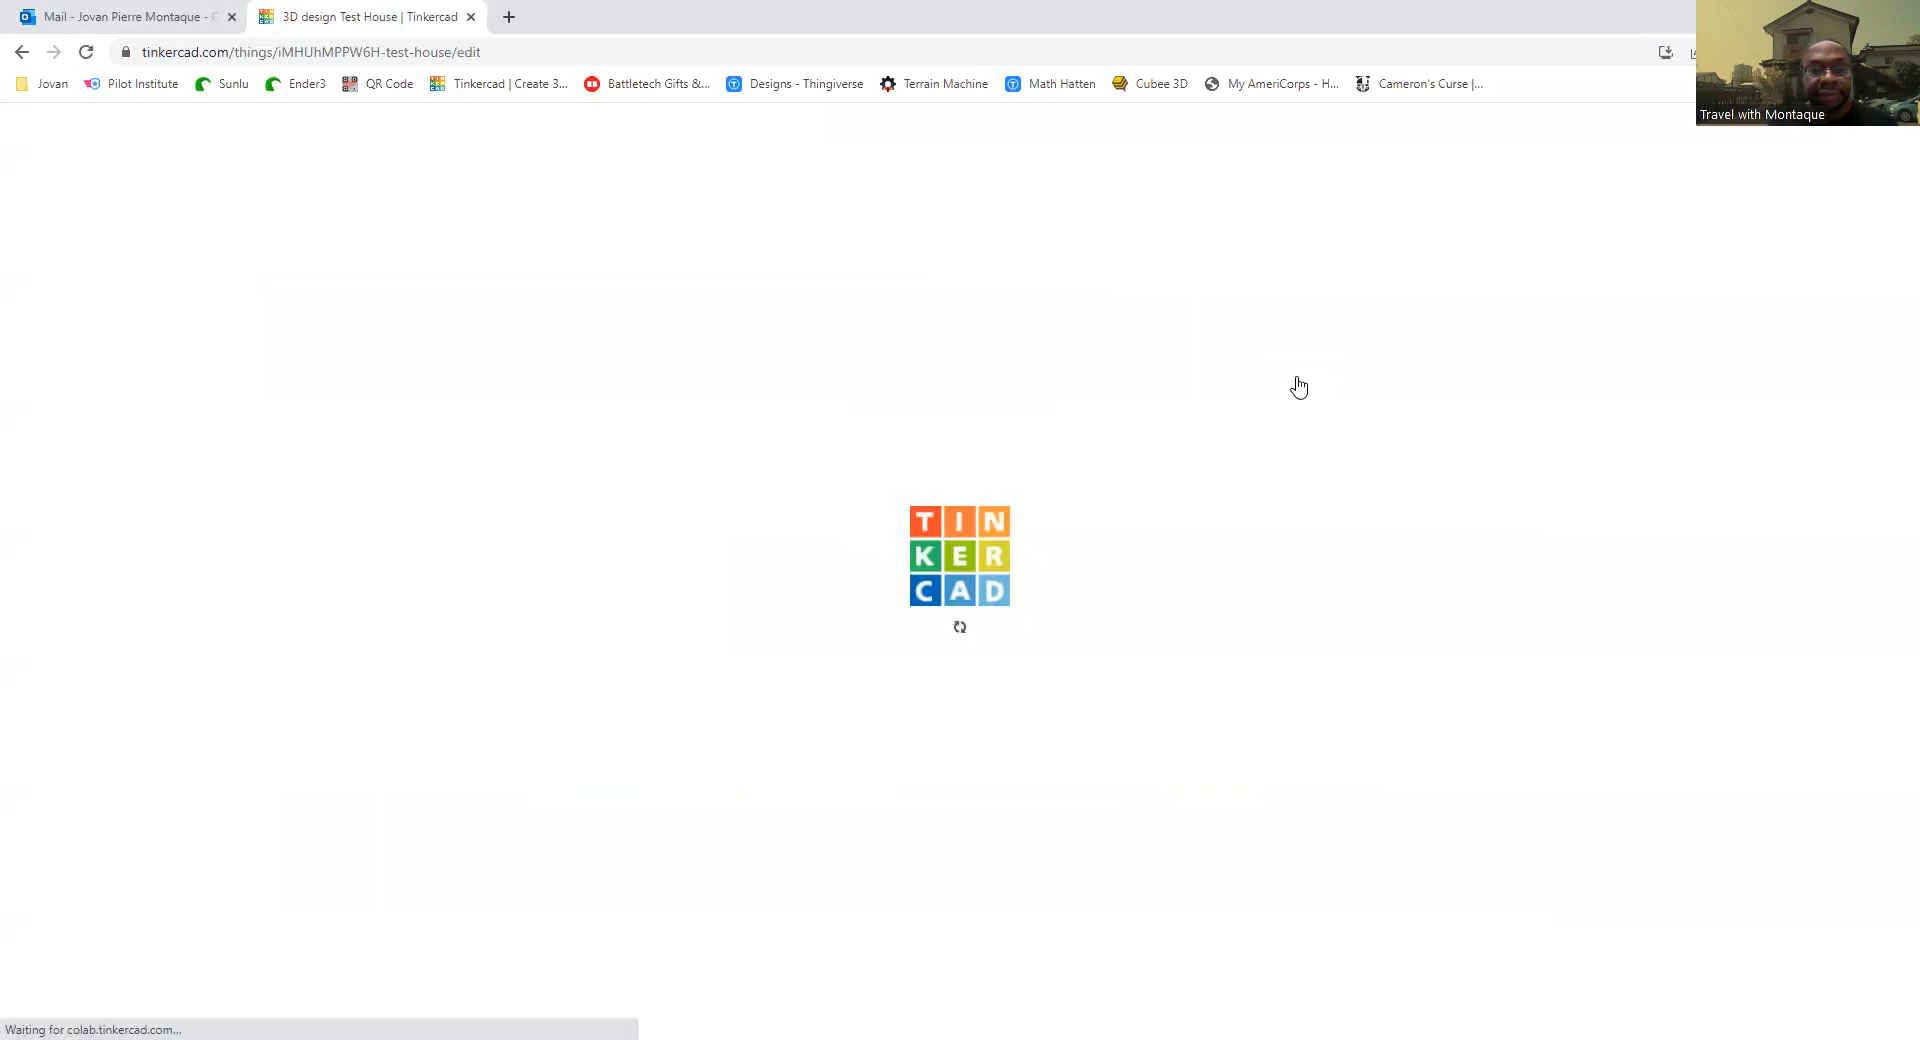 Mail - Jovan Pierre Montaque -
3D design Test House | Tinkercad
tinkercad.com/things/iMHUhMPPW6H-test-house/edit
Jovan
Pilot Institute
Sunlu
Ender3
QR Code
Tinkercad | Create 3...
Battletech Gifts &...
Designs - Thingiverse
Terrain Machine
Math Hatten
Cubee 3D
My AmeriCorps - H...
Cameron's Curse |...
Travel with Montaque
TIN
KER
CAD
Waiting for colab.tinkercad.com...